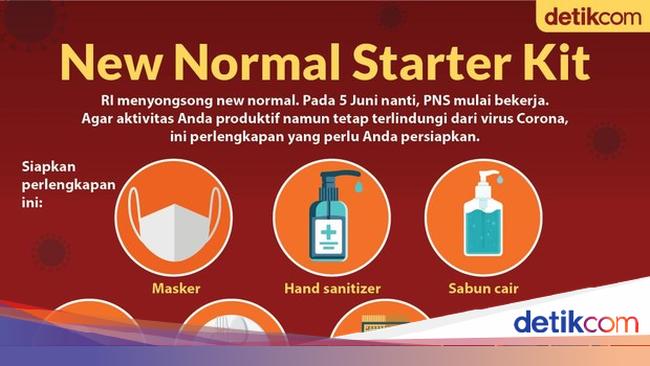 detikcom
New Normal Starter Kit
RI menyongsong new normal. Pada 5 Juni nanti, PNS mulai bekerja.
Agar aktivitas Anda produktif namun tetap terlindungi dari virus Corona,
ini perlengkapan yang perlu Anda persiapkan.
Siapkan
perlengkapan
ini:
Masker
Hand sanitizer
Sabun cair
detikcom